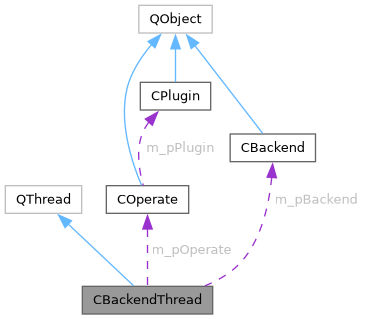 QObject
CPlugin
m_pPlugin
CBackend
QThread
COperate
m_pBackend
m_pOperate
CBackendThread